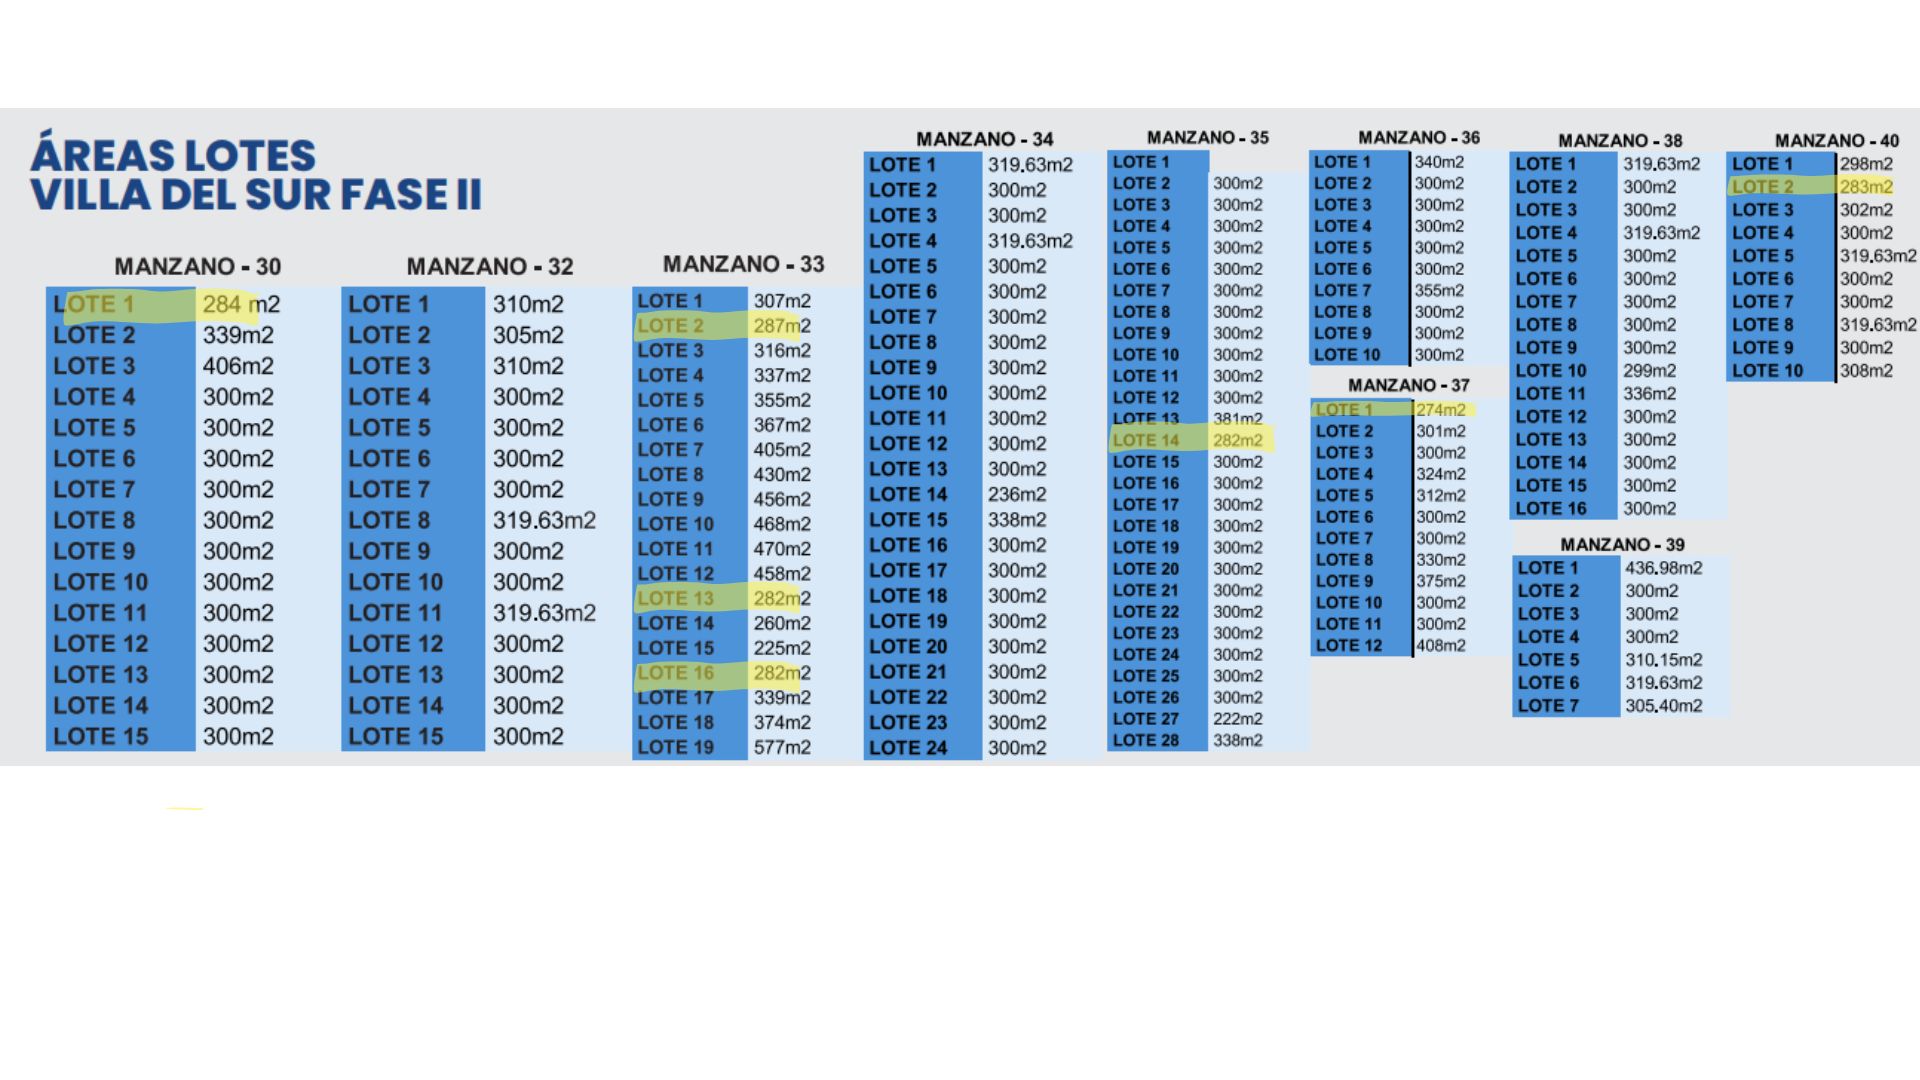 ÁREAS LOTES
VILLA DEL SUR FASE II
MANZANO - 30
LOTE 1 284 m2
LOTE 2 339m2
LOTE 3 406m2
LOTE 4 300m2
LOTE 5 300m2
LOTE 6 300m2
LOTE 7 300m2
LOTE 8 300m2
LOTE 9 300m2
LOTE 10 300m2
LOTE 11 300m2
LOTE 12 300m2
LOTE 13 300m2
LOTE 14 300m2
LOTE 15 300m2
MANZANO - 32
LOTE 1 310m2
LOTE 2 305m2
LOTE 3 310m2
LOTE 4 300m2
LOTE 5 300m2
LOTE 6 300m2
LOTE 7 300m2
LOTE 8 319.63m2
LOTE 9 300m2
LOTE 10 300m2
LOTE 11 319.63m2
LOTE 12 300m2
LOTE 13 300m2
LOTE 14 300m2
LOTE 15 300m2
MANZANO - 33
LOTE 1 307m2
LOTE 2 287m2
LOTE 3 316m2
LOTE 4 337m2
LOTE 5 355m2
LOTE 6 367m2
LOTE 7 405m2
LOTE 8 430m2
LOTE 9 456m2
LOTE 10 468m2
LOTE 11 470m2
LOTE 12 458m2
LOTE 13 282m2
LOTE 14 260m2
LOTE 15 225m2
LOTE 16 282m2
LOTE 17 339m2
LOTE 18 374m2
LOTE 19 577m2
MANZANO - 34
LOTE 1 319.63m2
LOTE 2 300m2
LOTE 3 300m2
LOTE 4 319.63m2
LOTE 5 300m2
LOTE 6 300m2
LOTE 7 300m2
LOTE 8 300m2
LOTE 9 300m2
LOTE 10 300m2
LOTE 11 300m2
LOTE 12 300m2
LOTE 13 300m2
LOTE 14 236m2
LOTE 15 338m2
LOTE 16 300m2
LOTE 17 300m2
LOTE 18 300m2
LOTE 19 300m2
LOTE 20 300m2
LOTE 21 300m2
LOTE 22 300m2
LOTE 23 300m2
LOTE 24 300m2
MANZANO - 35
LOTE 1
LOTE 2 300m2
LOTE 3 300m2
LOTE 4 300m2
LOTE 5 300m2
LOTE 6 300m2
LOTE 7 300m2
LOTE 8 300m2
LOTE 9 300m2
LOTE 10 300m2
LOTE 11 300m2
LOTE 12 300m2
LOTE 13 381m2
LOTE 14 282m2
LOTE 15 300m2
LOTE 16 300m2
LOTE 17 300m2
LOTE 18 300m2
LOTE 19 300m2
LOTE 20 300m2
LOTE 21 300m2
LOTE 22 300m2
LOTE 23 300m2
LOTE 24 300m2
LOTE 25 300m2
LOTE 26 300m2
LOTE 27 222m2
LOTE 28 338m2
MANZANO - 36
LOTE 1 340m2
LOTE 2 300m2
LOTE 3 300m2
LOTE 4 300m2
LOTE 5 300m2
LOTE 6 300m2
LOTE 7 355m2
LOTE 8 300m2
LOTE 9 300m2
LOTE 10 300m2
MANZANO - 37
LOTE 1 274m2
LOTE 2 301m2
LOTE 3 300m2
LOTE 4 324m2
LOTE 5 312m2
LOTE 6 300m2
LOTE 7 300m2
LOTE 8 330m2
LOTE 9 375m2
LOTE 10 300m2
LOTE 11 300m2
LOTE 12 408m2
MANZANO - 38
LOTE 1 319.63m2
LOTE 2 300m2
LOTE 3 300m2
LOTE 4 319.63m2
LOTE 5 300m2
LOTE 6 300m2
LOTE 7 300m2
LOTE 8 300m2
LOTE 9 300m2
LOTE 10 299m2
LOTE 11 336m2
LOTE 12 300m2
LOTE 13 300m2
LOTE 14 300m2
LOTE 15 300m2
LOTE 16 300m2
MANZANO - 39
LOTE 1 436.98m2
LOTE 2 300m2
LOTE 3 300m2
LOTE 4 300m2
LOTE 5 310.15m2
LOTE 6 319.63m2
LOTE 7 305.40m2
MANZANO - 40
LOTE 1 298m2
LOTE 2 283m2
LOTE 3 302m2
LOTE 4 300m2
LOTE 5 319.63m2
LOTE 6 300m2
LOTE 7 300m2
LOTE 8 319.63m2
LOTE 9 300m2
LOTE 10 308m2